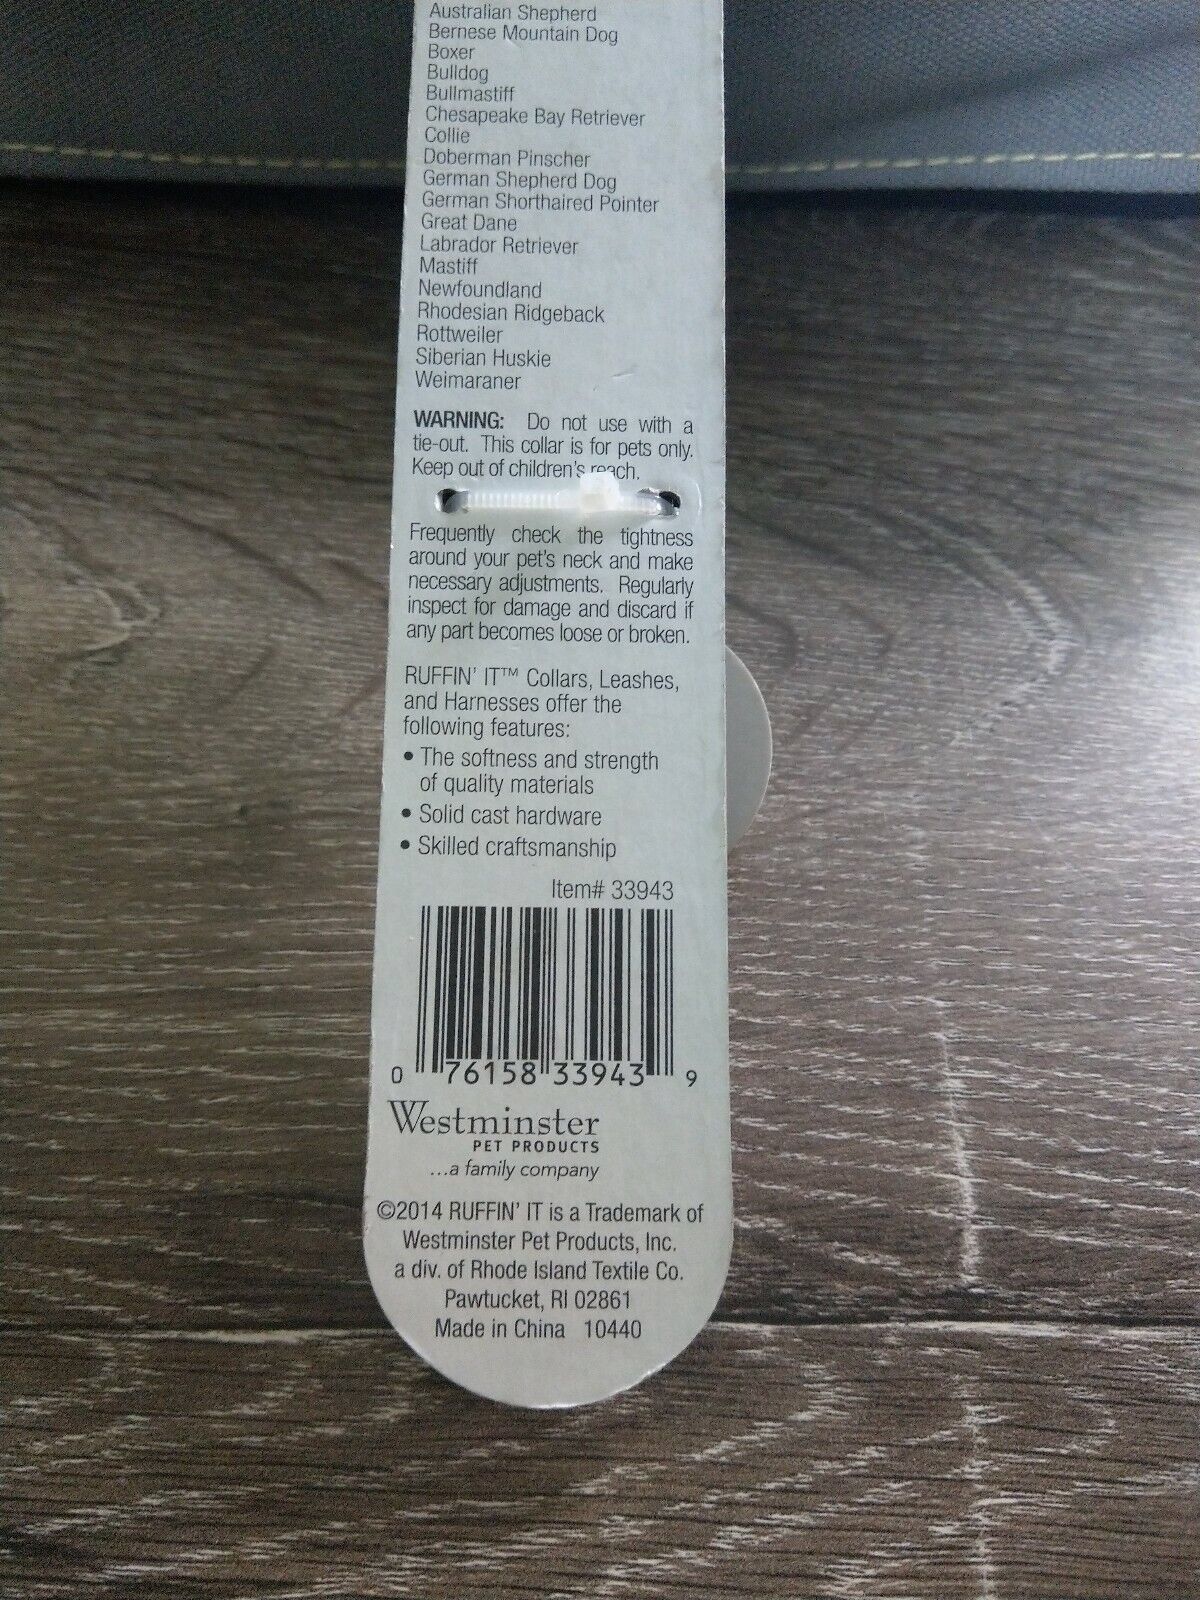 Australian Shepherd
Bernese Mountain Dog
Boxer
Bulldog
Bullmastiff
Chesapeake Bay Retriever
Collie
Doberman Pinscher
German Shepherd Dog
German Shorthaired Pointer
Great Dane
Labrador Retriever
Mastiff
Newfoundland
Rhodesian Ridgeback
Rottweiler
Siberian Huskie
Weimaraner
WARNING: Do not use with a
tie-out. This collar is for pets only.
Keep out of children's reach.
Frequently check the tightness
around your pet's neck and make
necessary adjustments. Regularly
inspect for damage and discard if
any part becomes loose or broken.
RUFFIN' IT™ Collars, Leashes,
and Harnesses offer the
following features:
• The softness and strength
of quality materials
• Solid cast hardware
• Skilled craftsmanship
Item# 33943
0 76158 33943 9
Westminster
PET PRODUCTS
...a family company
©2014 RUFFIN' IT is a Trademark of
Westminster Pet Products, Inc.
a div. of Rhode Island Textile Co.
Pawtucket, RI 02861
Made in China 10440